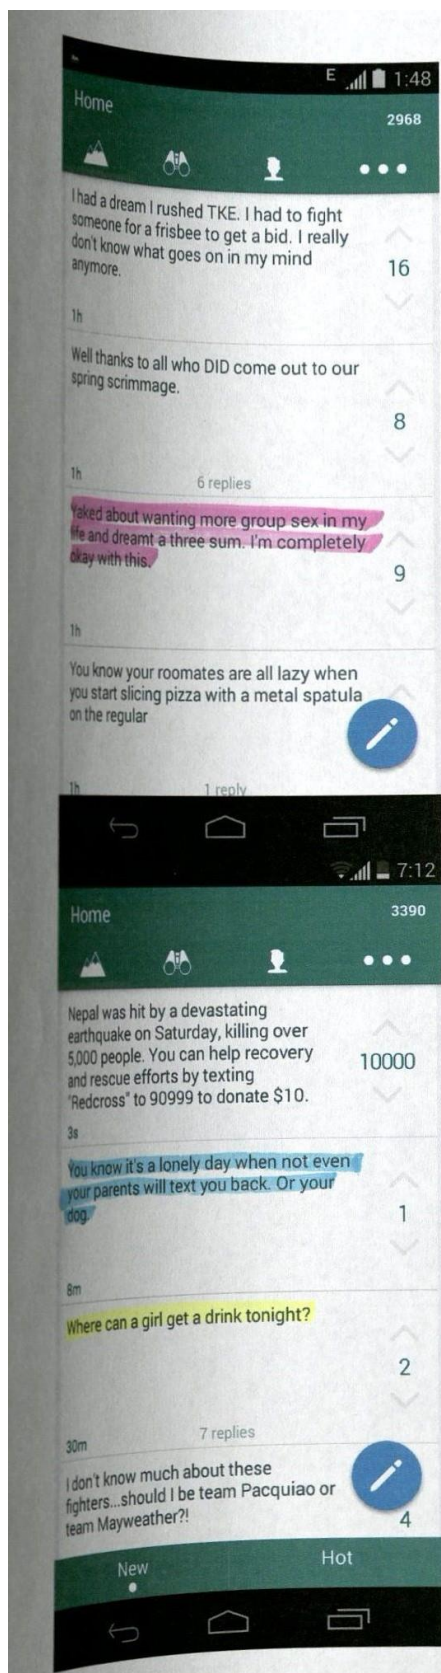 E 1:48
Home
2968
I had a dream I rushed TKE. I had to fight
someone for a frisbee to get a bid. I really
don't know what goes on in my mind
anymore.
16
1h
Well thanks to all who DID come out to our
spring scrimmage.
8
1h
6 replies
Yaked about wanting more group sex in my
life and dreamt a three sum. I'm completely
okay with this.
9
1h
You know your roomates are all lazy when
you start slicing pizza with a metal spatula
on the regular
1h
1 reply
7:12
Home
3390
Nepal was hit by a devastating
earthquake on Saturday, killing over
5,000 people. You can help recovery
and rescue efforts by texting
"Redcross" to 90999 to donate $10.
10000
3s
You know it's a lonely day when not even
your parents will text you back. Or your
dog.
1
8m
Where can a girl get a drink tonight?
2
30m
7 replies
I don't know much about these
fighters...should I be team Pacquiao or
team Mayweather?!
4
New
Hot